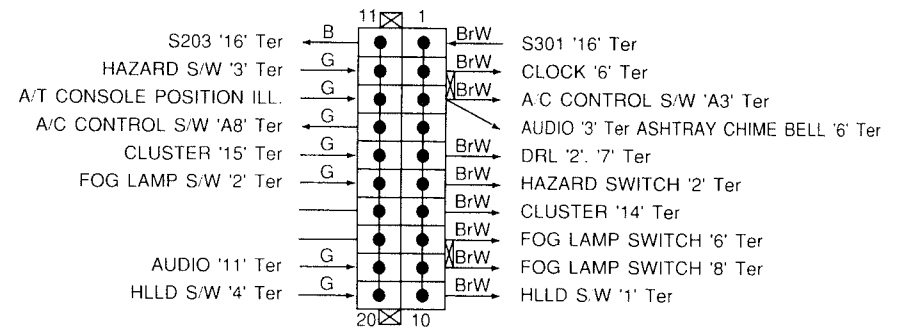 11 1
S203 '16' Ter B BrW S301 '16' Ter
HAZARD S/W '3' Ter G BrW CLOCK '6' Ter
A/T CONSOLE POSITION ILL. G BrW A/C CONTROL S/W 'A3' Ter
A/C CONTROL S/W 'A8' Ter G AUDIO '3' Ter ASHTRAY CHIME BELL '6' Ter
CLUSTER '15' Ter G BrW DRL '2'. '7' Ter
FOG LAMP S/W '2' Ter G BrW HAZARD SWITCH '2' Ter
BrW CLUSTER '14' Ter
BrW FOG LAMP SWITCH '6' Ter
AUDIO '11' Ter G BrW FOG LAMP SWITCH '8' Ter
HLLD S/W '4' Ter G BrW HLLD S/W '1' Ter
20 10